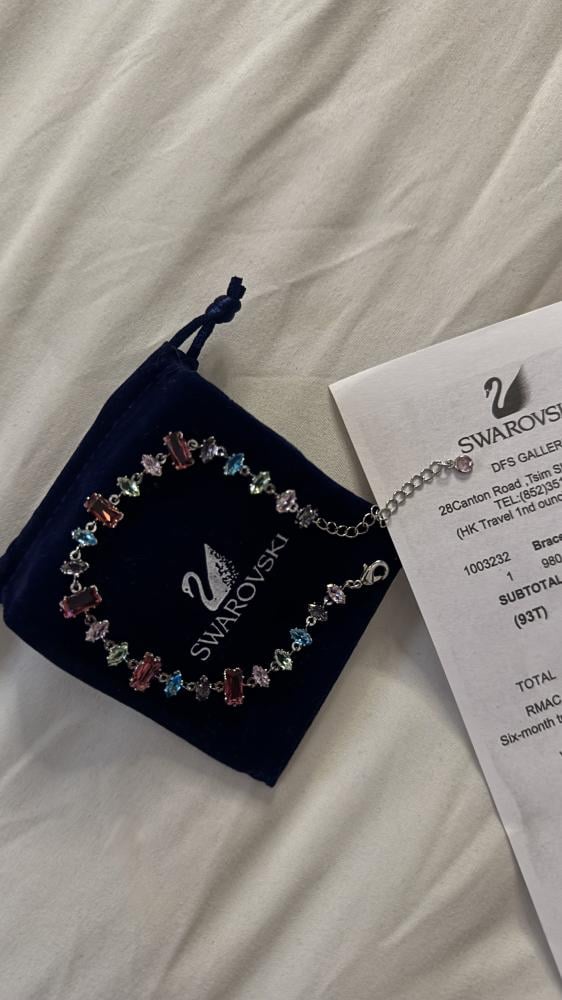 SWAROVSKI
SWAROVSKI
DFS GALLER
28Canton Road ,Tsim S
TEL:(852)351
(HK Travel 1nd ounc
1003232 Brace
1 980
SUBTOTAL
(93T)
TOTAL
RMAC
Six-month t